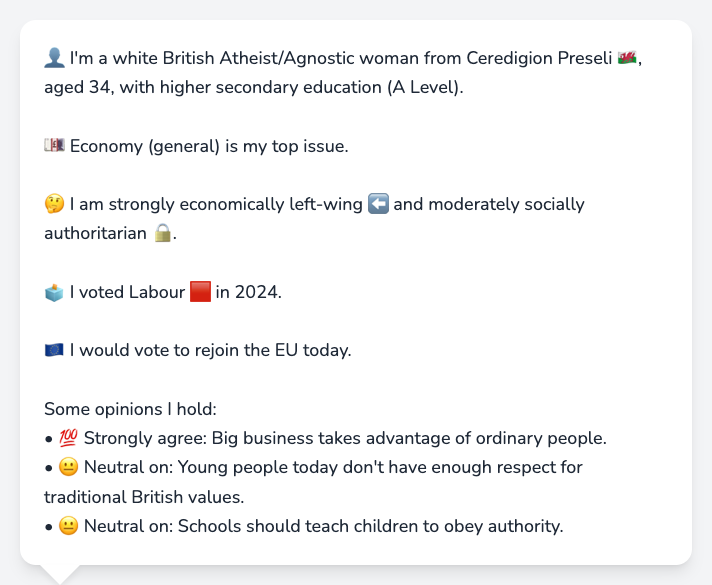 👤 I'm a white British Atheist/Agnostic woman from Ceredigion Preseli 🏴󠁧󠁢󠁷󠁬󠁳󠁿,
aged 34, with higher secondary education (A Level).
💷 Economy (general) is my top issue.
🤔 I am strongly economically left-wing ⬅️ and moderately socially
authoritarian 🔒.
🗳️ I voted Labour 🟥 in 2024.
🇪🇺 I would vote to rejoin the EU today.
Some opinions I hold:
• 💯 Strongly agree: Big business takes advantage of ordinary people.
• 😐 Neutral on: Young people today don't have enough respect for
traditional British values.
• 😐 Neutral on: Schools should teach children to obey authority.